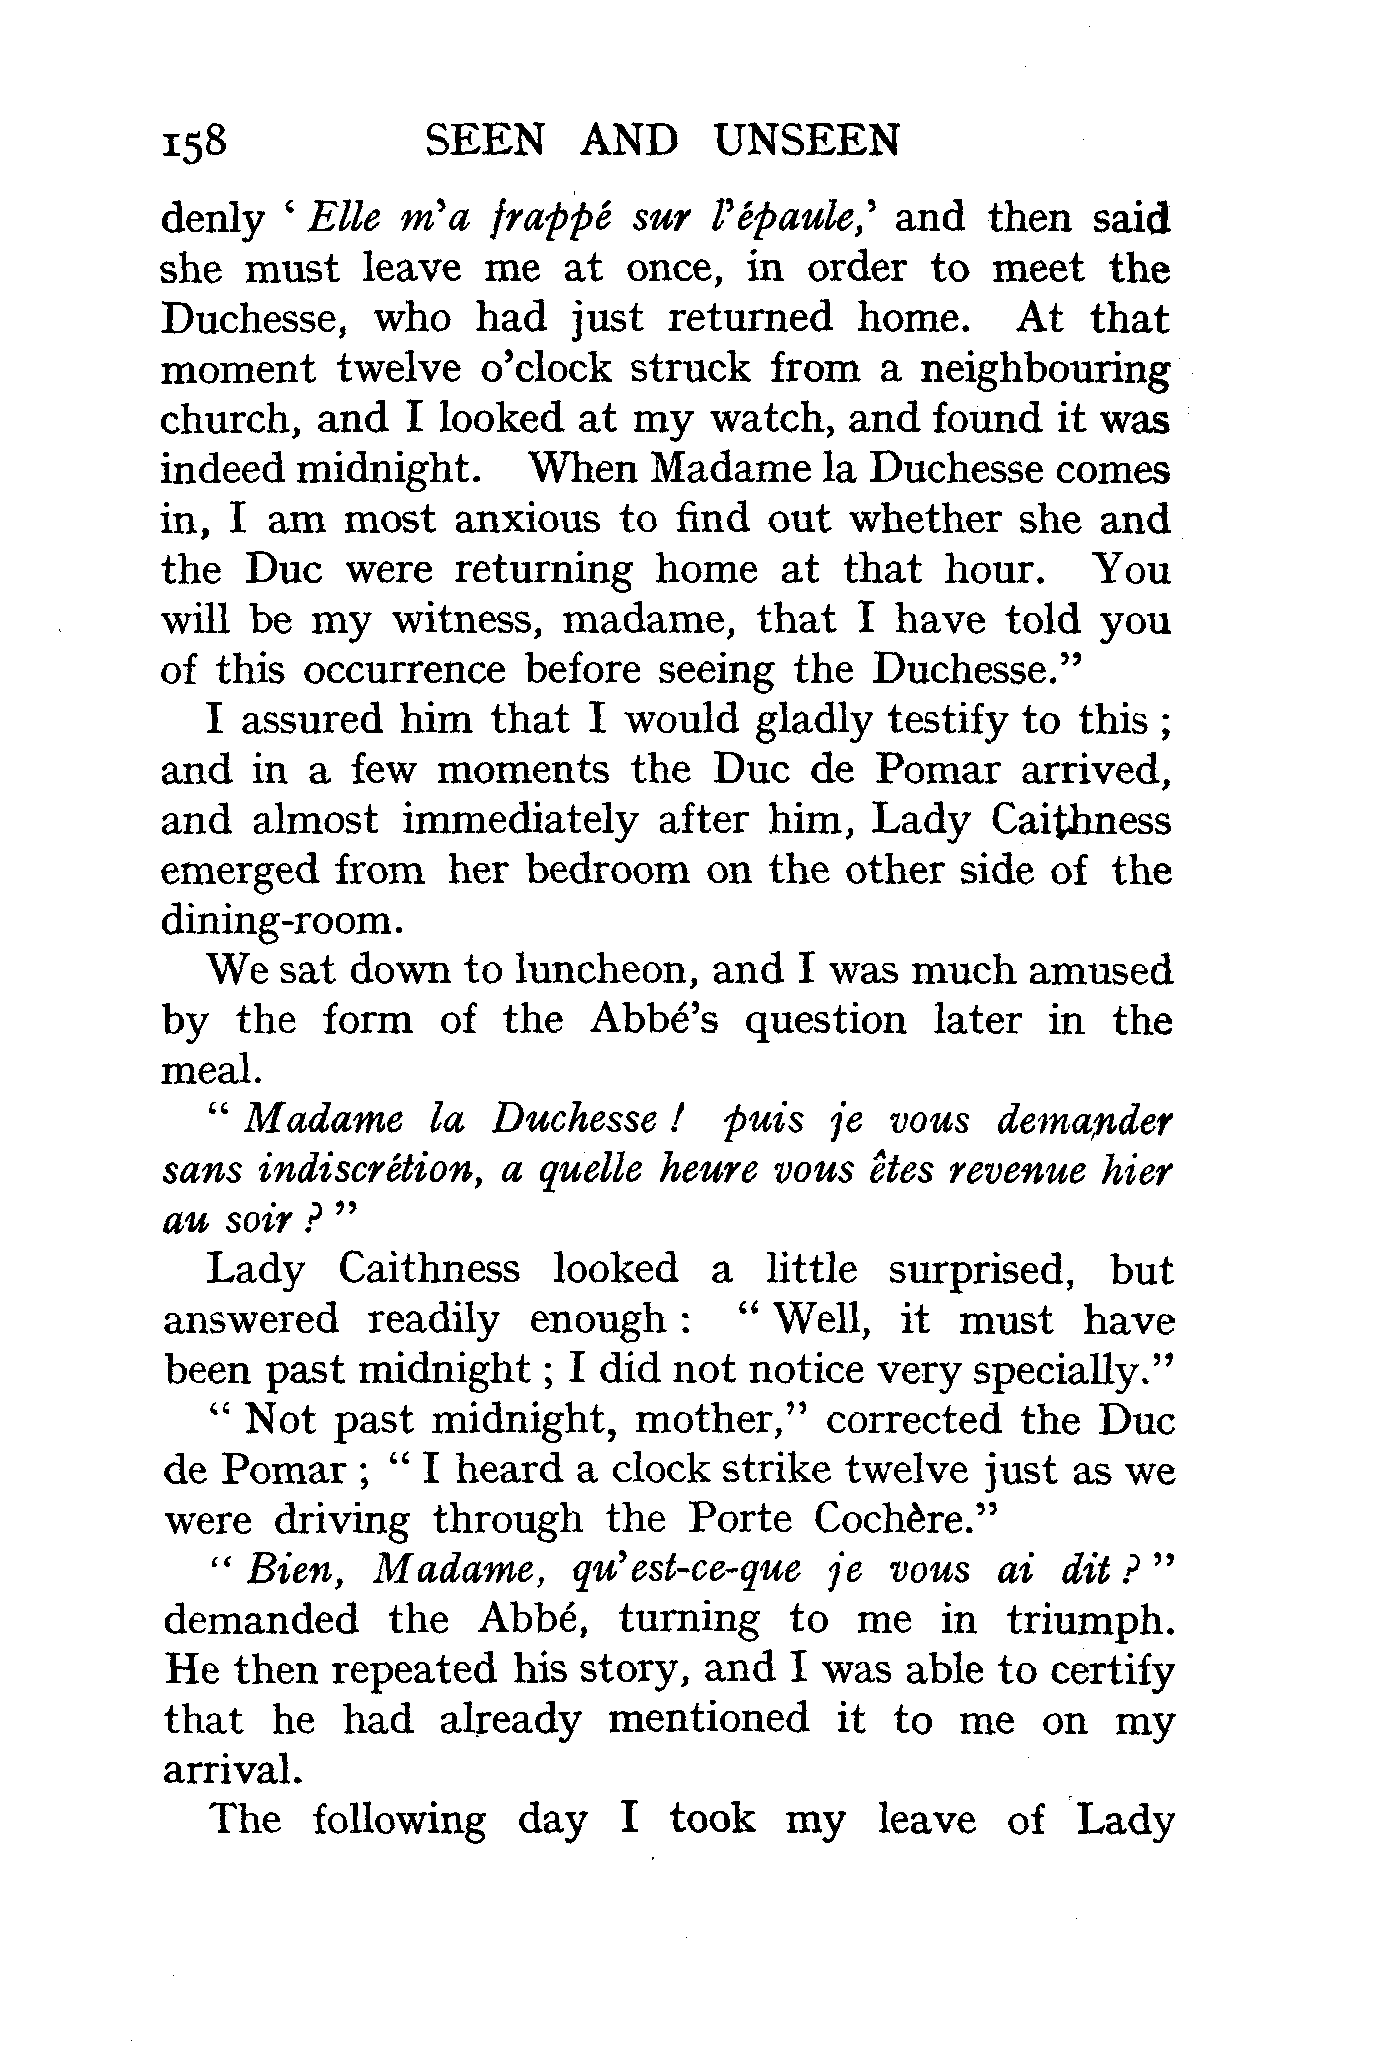 158 SEEN AND UNSEEN
denly ‘ Elle m’a frappé sur l’épaule,’ and then said
she must leave me at once, in order to meet the
Duchesse, who had just returned home. At that
moment twelve o’clock struck from a neighbouring
church, and I looked at my watch, and found it was
indeed midnight. When Madame la Duchesse comes
in, I am most anxious to find out whether she and
the Duc were returning home at that hour. You
will be my witness, madame, that I have told you
of this occurrence before seeing the Duchesse.”
I assured him that I would gladly testify to this ;
and in a few moments the Duc de Pomar arrived,
and almost immediately after him, Lady Caithness
emerged from her bedroom on the other side of the
dining-room.
We sat down to luncheon, and I was much amused
by the form of the Abbé’s question later in the
meal.
“ Madame la Duchesse ! puis je vous demander
sans indiscrétion, a quelle heure vous êtes revenue hier
au soir ? ”
Lady Caithness looked a little surprised, but
answered readily enough : “ Well, it must have
been past midnight ; I did not notice very specially.”
“ Not past midnight, mother,” corrected the Duc
de Pomar ; “ I heard a clock strike twelve just as we
were driving through the Porte Cochère.”
“ Bien, Madame, qu’est-ce-que je vous ai dit ? ”
demanded the Abbé, turning to me in triumph.
He then repeated his story, and I was able to certify
that he had already mentioned it to me on my
arrival.
The following day I took my leave of Lady